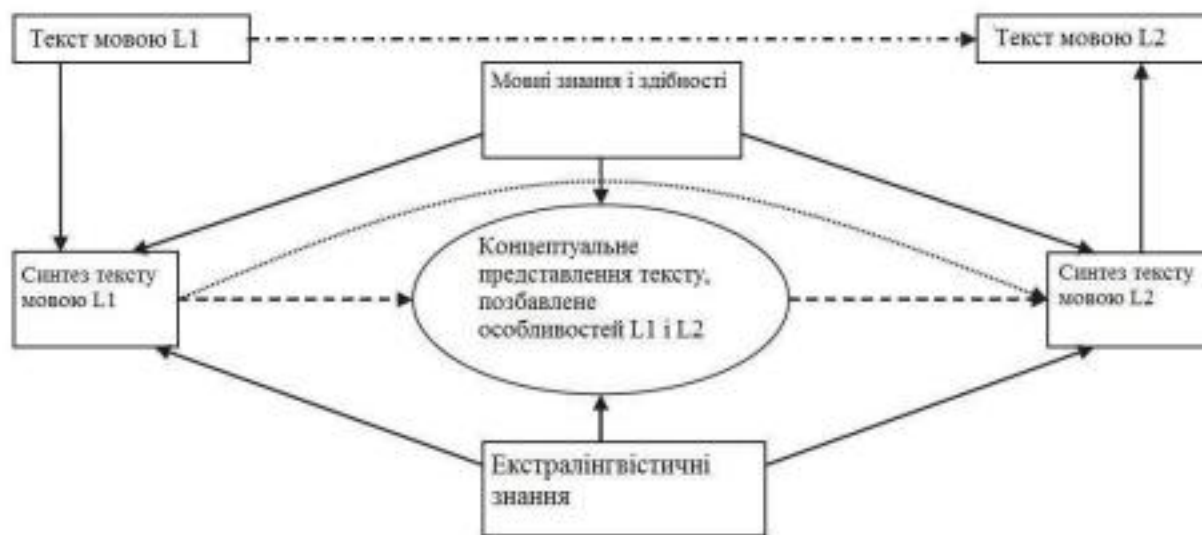 Текст мовою L1
Текст мовою L2
Мовні знання і здібності
Синтез тексту
мовою L1
Концептуальне
представлення тексту,
позбавлене
особливостей L1 і L2
Синтез тексту
мовою L2
Екстралінгвістичні
знання